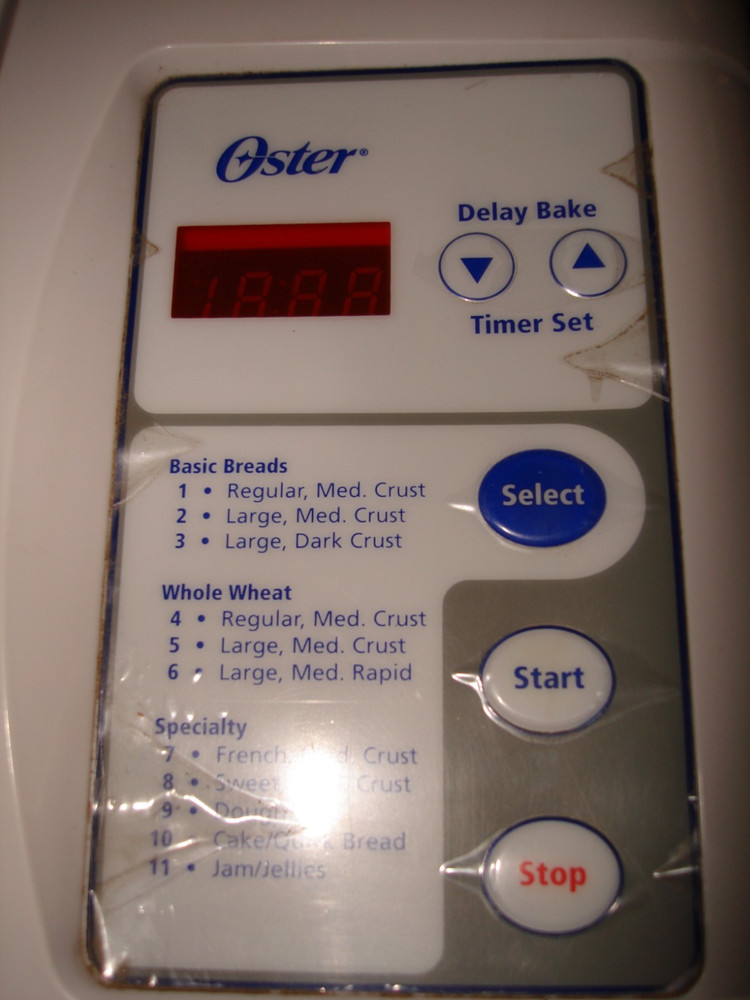 Oster®
Delay Bake
Timer Set
Basic Breads
1 • Regular, Med. Crust
2 • Large, Med. Crust
3 • Large, Dark Crust
Select
Whole Wheat
4 • Regular, Med. Crust
5 • Large, Med. Crust
6 • Large, Med. Rapid
Start
Specialty
7 • French, Med. Crust
8 • Sweet, Crust
9 • Dough
10 • Cake/Quick Bread
11 • Jam/Jellies
Stop